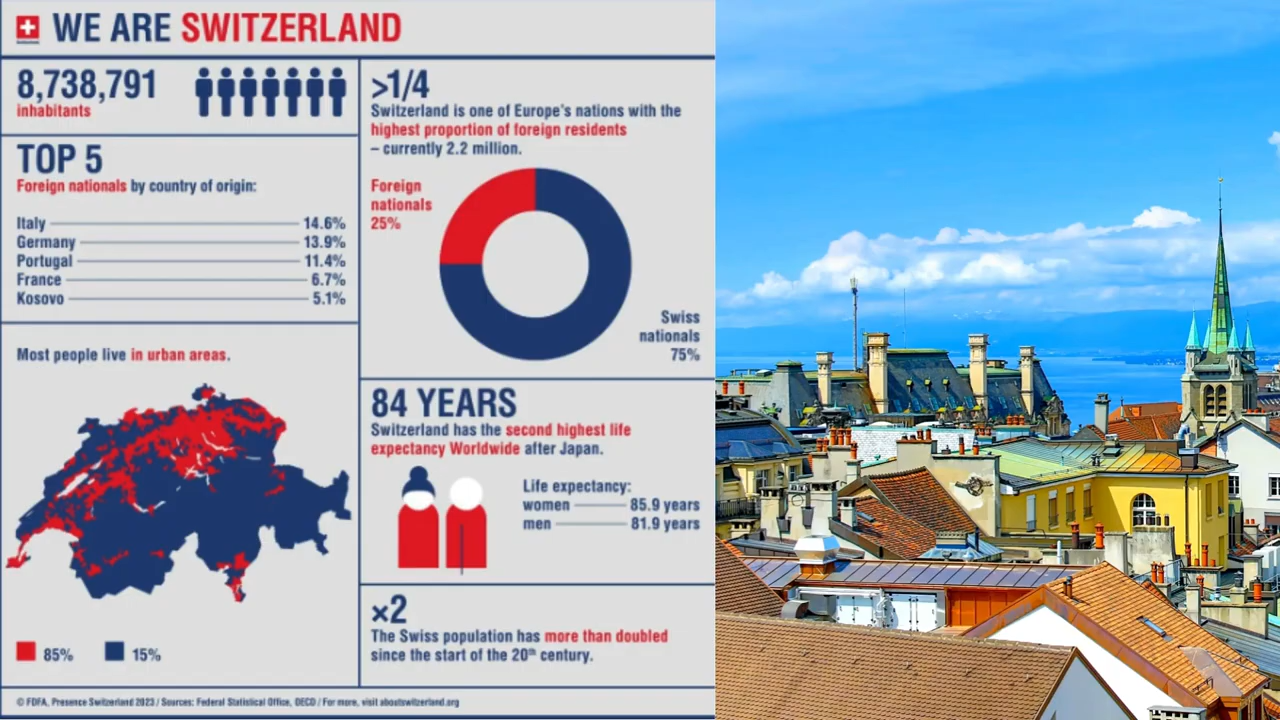 WE ARE SWITZERLAND
8,738,791
inhabitants
TOP 5
Foreign nationals by country of origin:
Italy 14.6%
Germany 13.9%
Portugal 11.4%
France 6.7%
Kosovo 5.1%
Most people live in urban areas.
85% 15%
>1/4
Switzerland is one of Europe's nations with the
highest proportion of foreign residents
– currently 2.2 million.
Foreign
nationals
25%
Swiss
nationals
75%
84 YEARS
Switzerland has the second highest life
expectancy Worldwide after Japan.
Life expectancy:
women 85.9 years
men 81.9 years
×2
The Swiss population has more than doubled
since the start of the 20th century.
© FDFA, Presence Switzerland 2023 / Sources: Federal Statistical Office, OECD / For more, visit aboutswitzerland.org